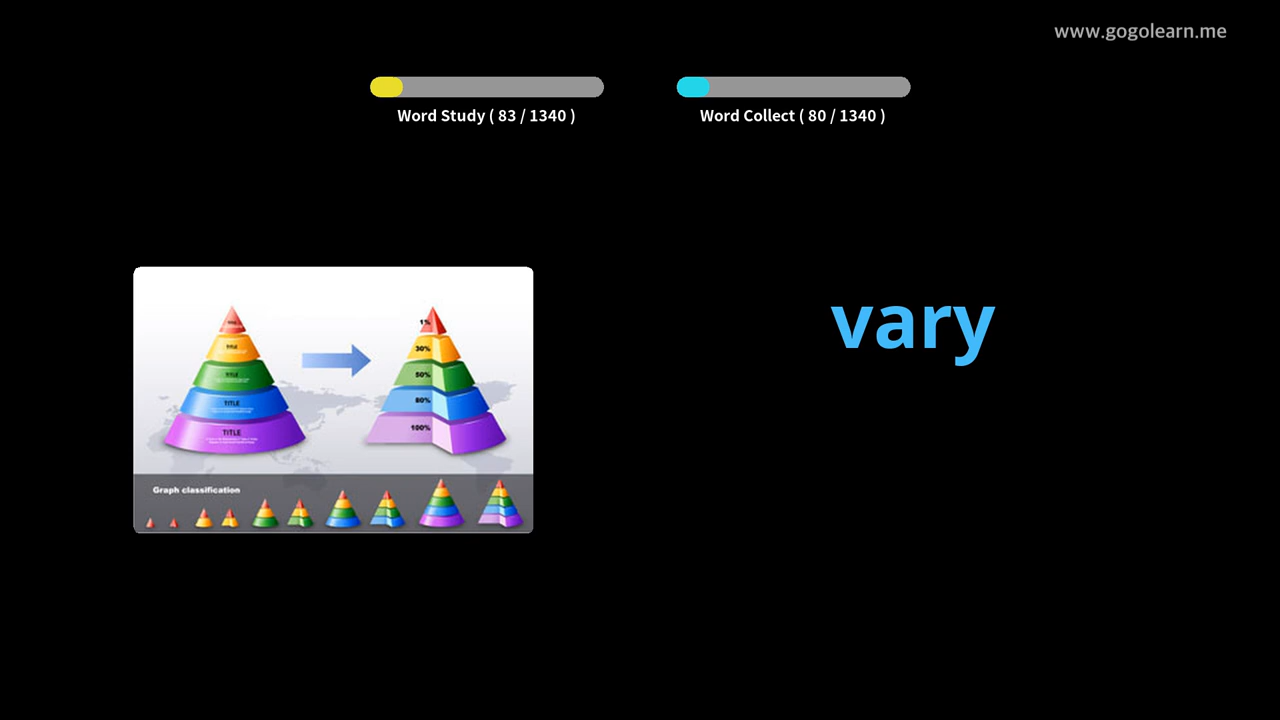 www.gogolearn.me
Word Study ( 83 / 1340 )
Word Collect ( 80 / 1340 )
vary
TITLE
TITLE
TITLE
TITLE
1%
30%
50%
80%
100%
Graph classification